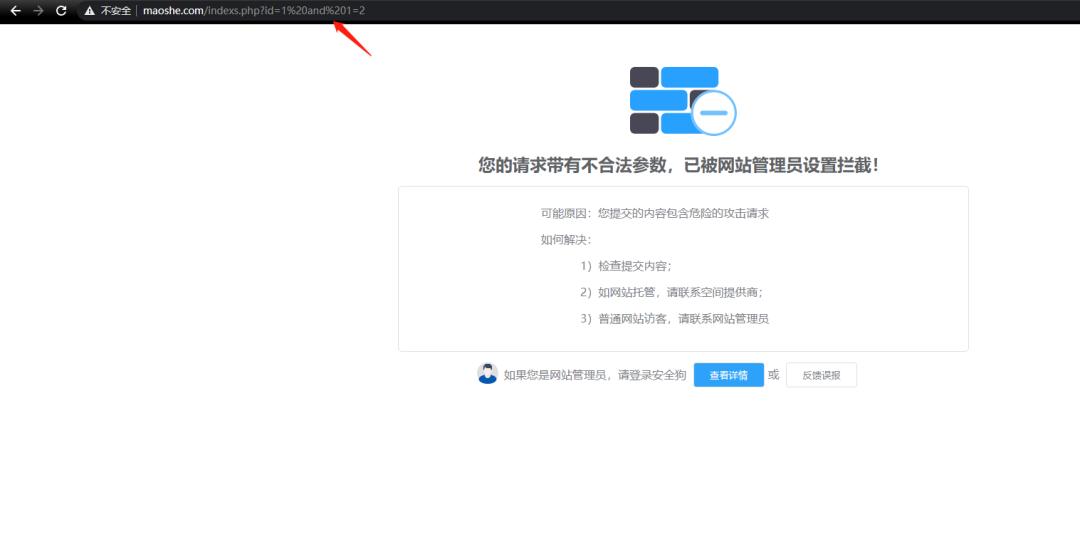 不安全 | maoshe.com/indexs.php?id=1%20and%201=2
您的请求带有不合法参数，已被网站管理员设置拦截！
可能原因：您提交的内容包含危险的攻击请求
如何解决：
1）检查提交内容；
2）如网站托管，请联系空间提供商；
3）普通网站访客，请联系网站管理员
如果您是网站管理员，请登录安全狗 查看详情 或 反馈误报